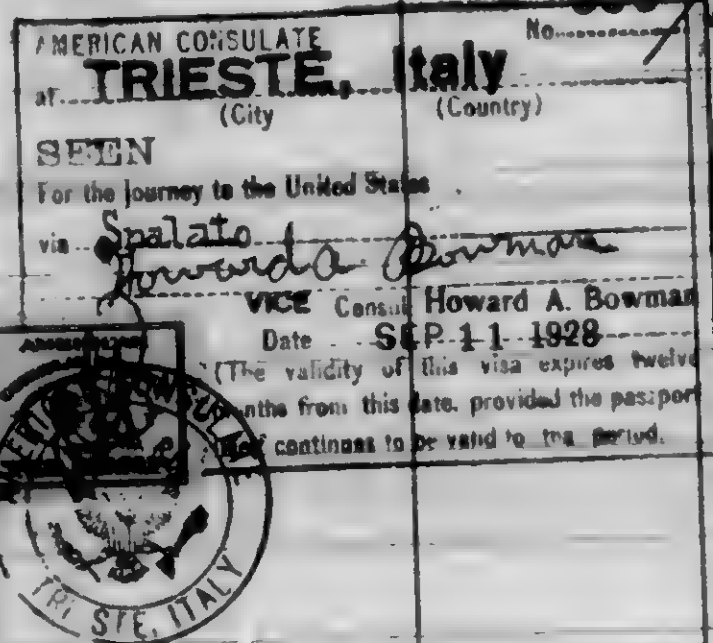 AMERICAN CONSULATE No.
at TRIESTE, Italy
(City (Country)
SEEN
For the journey to the United States
via Spalato
Howard A. Bowman
VICE Consul Howard A. Bowman
Date SEP 11 1928
(The validity of this visa expires twelve
from this date, provided the passport
continues to be valid to the period.
TRI STE, ITALY